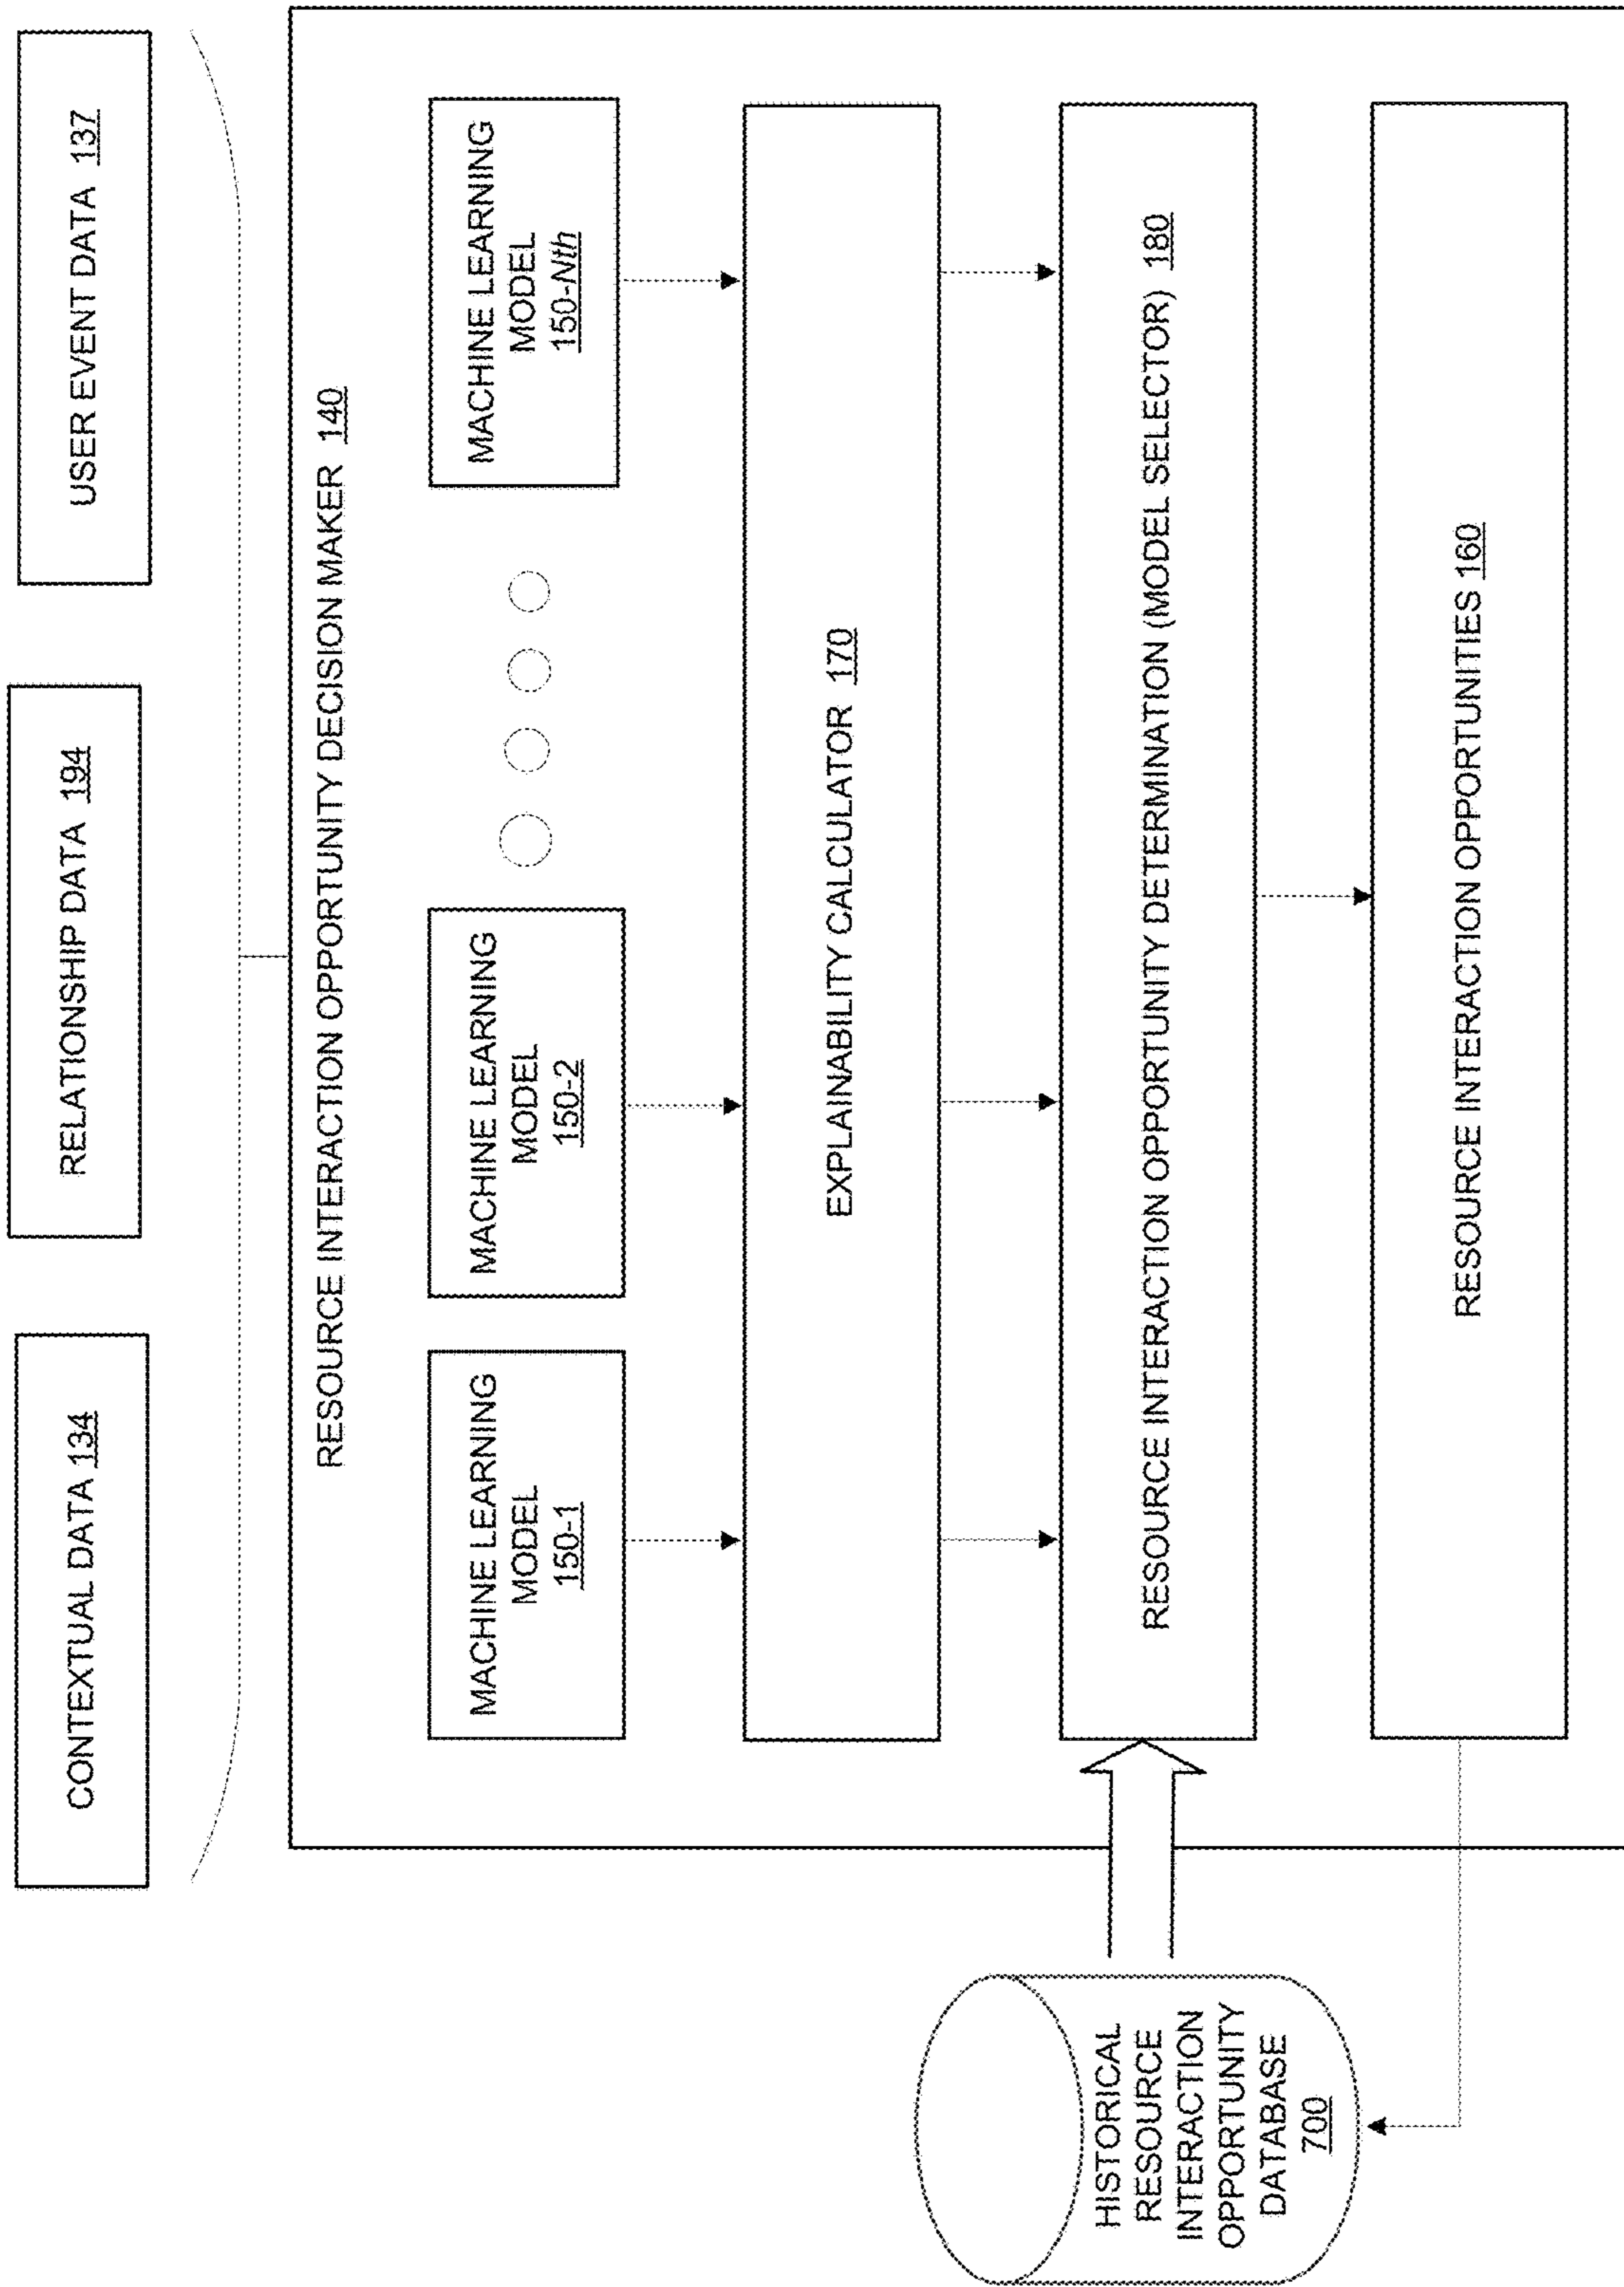 CONTEXTUAL DATA 134
RELATIONSHIP DATA 194
USER EVENT DATA 137
RESOURCE INTERACTION OPPORTUNITY DECISION MAKER 140
MACHINE LEARNING
MODEL
150-1
MACHINE LEARNING
MODEL
150-2
MACHINE LEARNING
MODEL
150-Nth
EXPLAINABILITY CALCULATOR 170
HISTORICAL
RESOURCE
INTERACTION
OPPORTUNITY
DATABASE
700
RESOURCE INTERACTION OPPORTUNITY DETERMINATION (MODEL SELECTOR) 180
RESOURCE INTERACTION OPPORTUNITIES 160